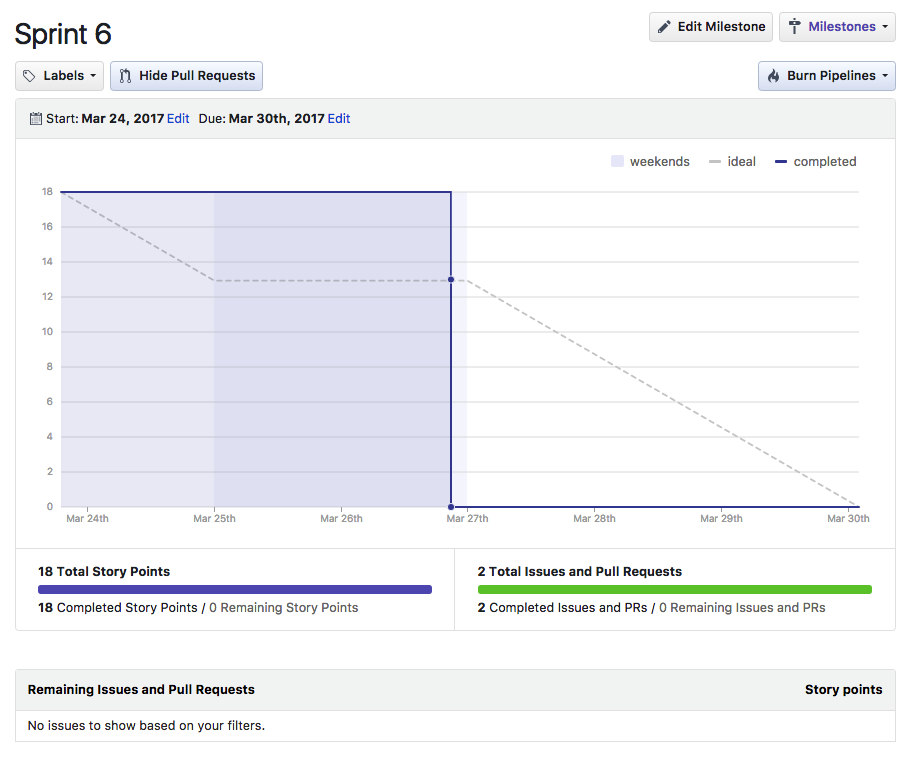 Sprint 6
Edit Milestone
Milestones
Labels
Hide Pull Requests
Burn Pipelines
Start: Mar 24, 2017 Edit Due: Mar 30th, 2017 Edit
weekends
ideal
completed
18
16
14
12
10
8
6
4
2
0
Mar 24th
Mar 25th
Mar 26th
Mar 27th
Mar 28th
Mar 29th
Mar 30th
18 Total Story Points
18 Completed Story Points / 0 Remaining Story Points
2 Total Issues and Pull Requests
2 Completed Issues and PRs / 0 Remaining Issues and PRs
Remaining Issues and Pull Requests
Story points
No issues to show based on your filters.